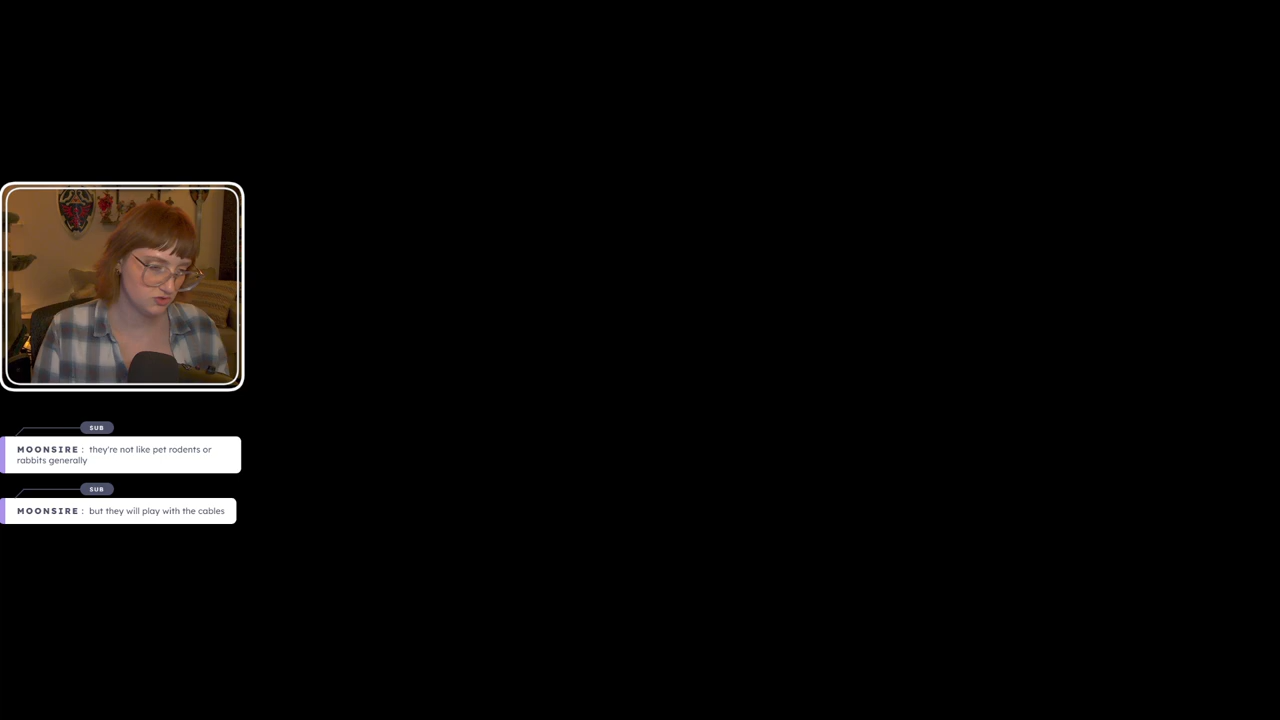 SUB
MOONSIRE : they're not like pet rodents or
rabbits generally
SUB
MOONSIRE : but they will play with the cables